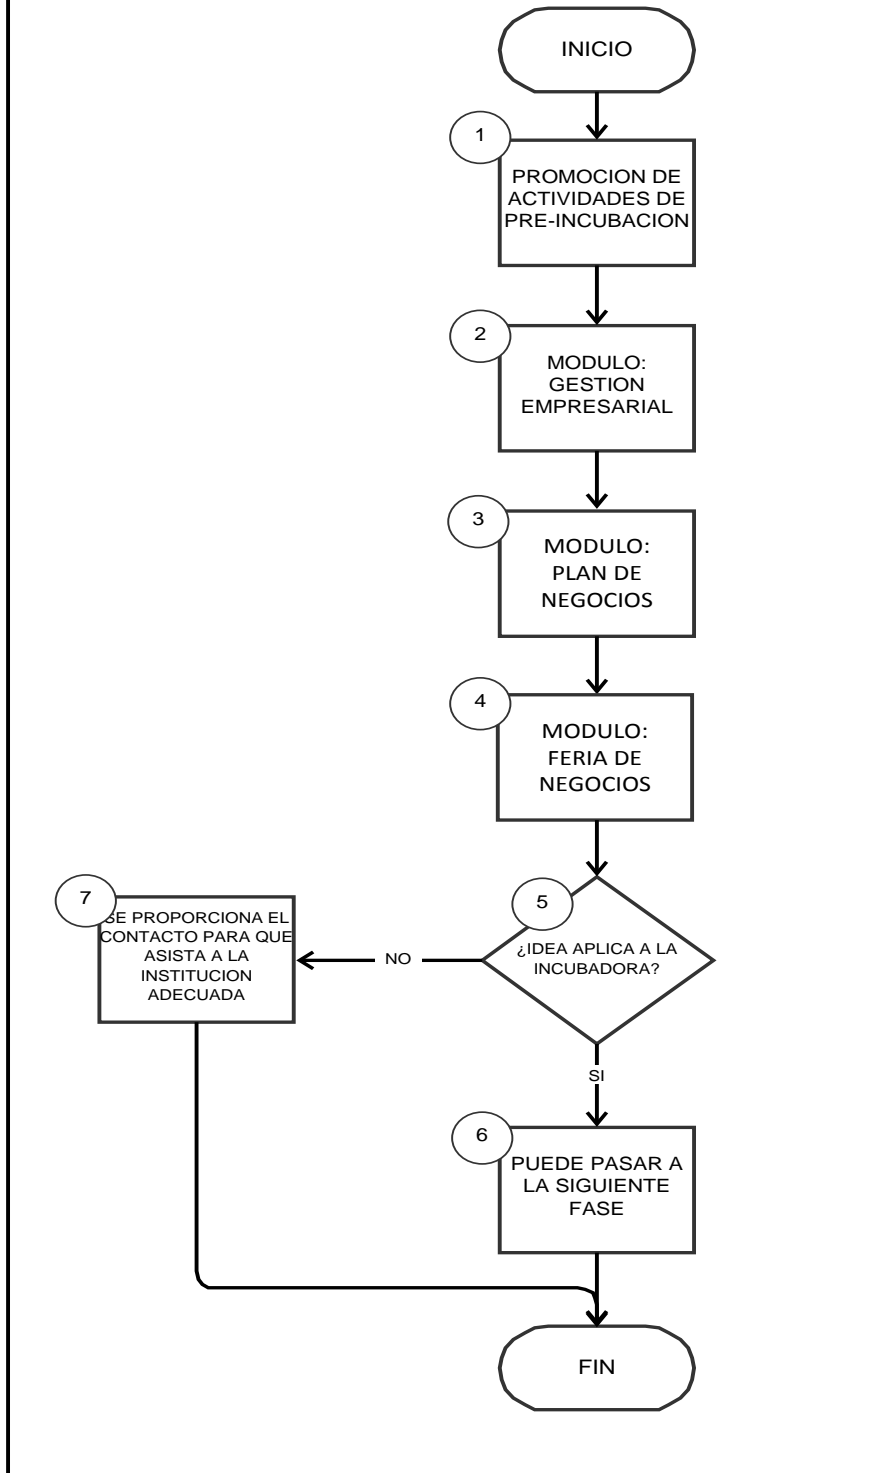 INICIO
1
PROMOCION DE
ACTIVIDADES DE
PRE-INCUBACION
2
MODULO:
GESTION
EMPRESARIAL
3
MODULO:
PLAN DE
NEGOCIOS
4
MODULO:
FERIA DE
NEGOCIOS
5
¿IDEA APLICA A LA
INCUBADORA?
NO
7
SE PROPORCIONA EL
CONTACTO PARA QUE
ASISTA A LA
INSTITUCION
ADECUADA
SI
6
PUEDE PASAR A
LA SIGUIENTE
FASE
FIN